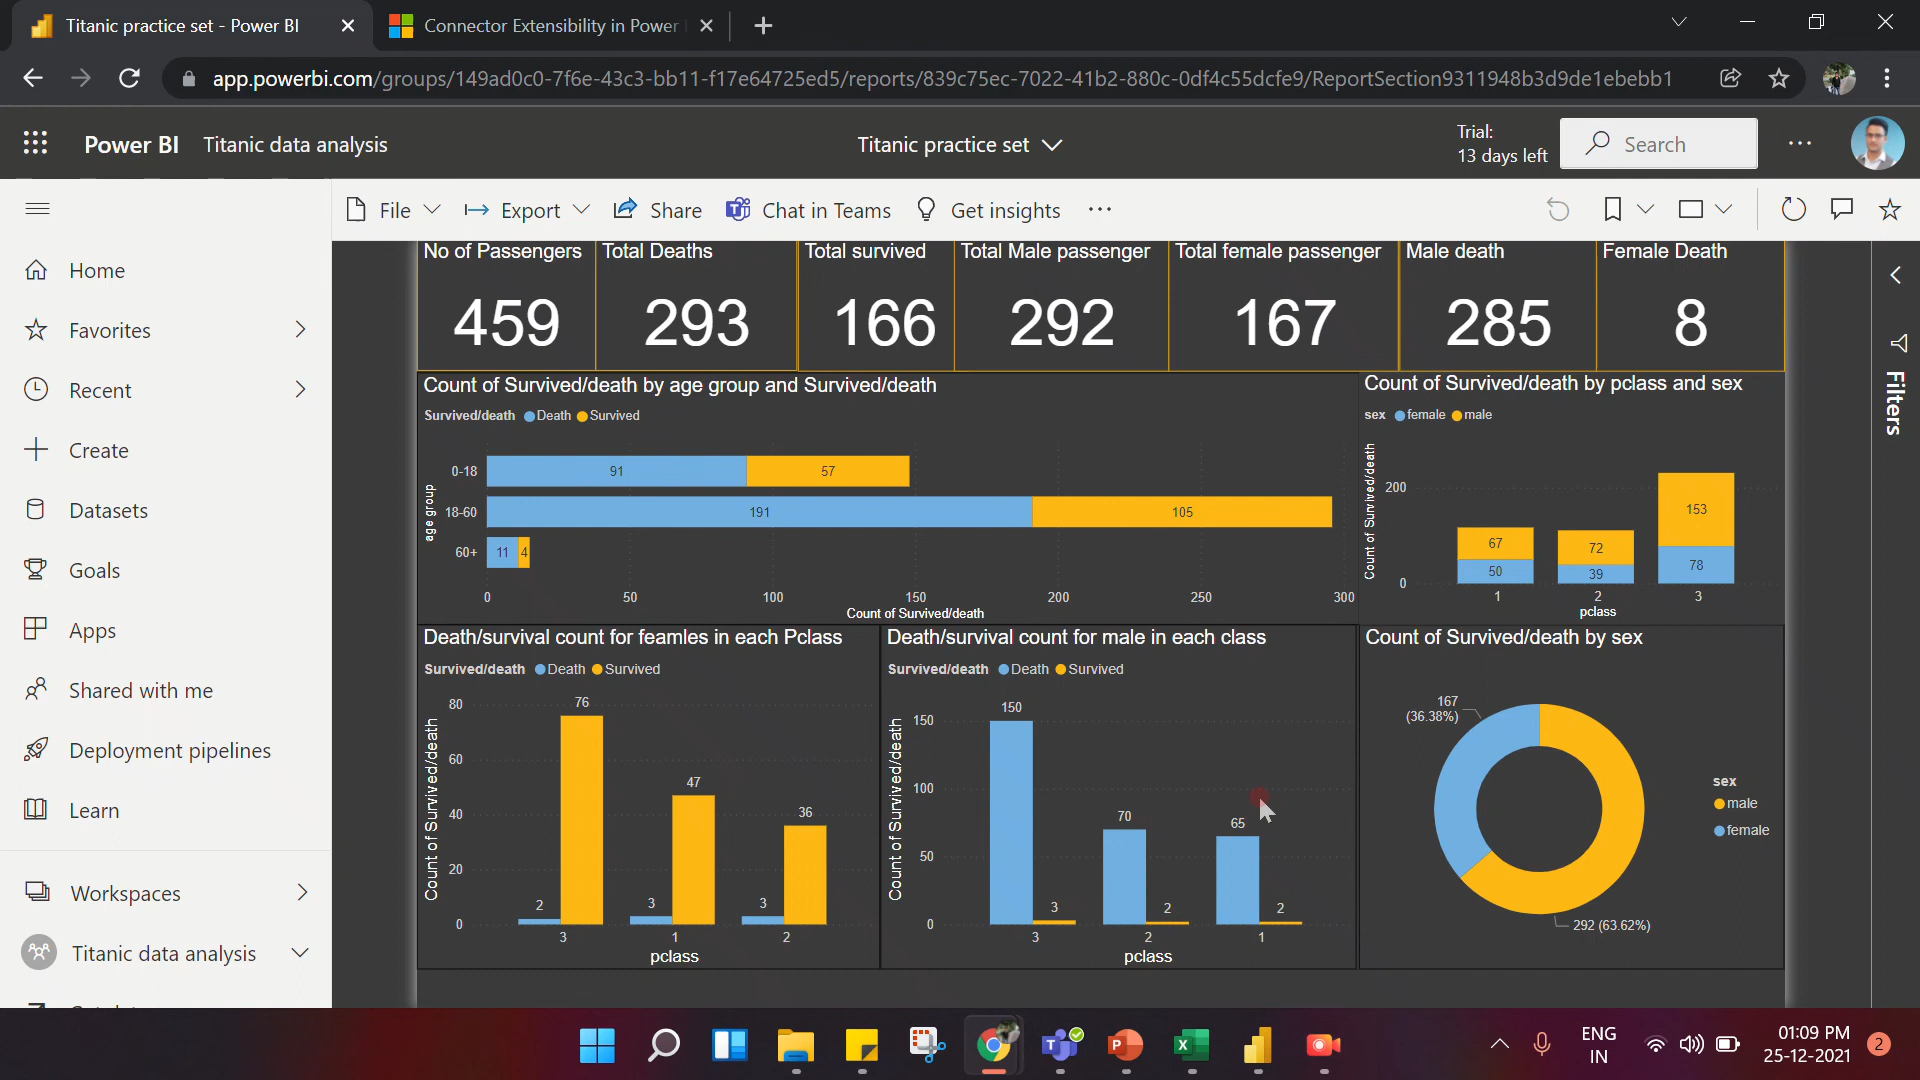 Titanic practice set - Power BI
Connector Extensibility in Power
app.powerbi.com/groups/149ad0c0-7f6e-43c3-bb11-f17e64725ed5/reports/839c75ec-7022-41b2-880c-0df4c55dcfe9/ReportSection9311948b3d9de1ebebb1
Power BI Titanic data analysis
Titanic practice set
Trial:
13 days left
Search
File
Export
Share
Chat in Teams
Get insights
Home
Favorites
Recent
Create
Datasets
Goals
Apps
Shared with me
Deployment pipelines
Learn
Workspaces
Titanic data analysis
No of Passengers
459
Total Deaths
293
Total survived
166
Total Male passenger
292
Total female passenger
167
Male death
285
Female Death
8
Filters
Count of Survived/death by age group and Survived/death
Survived/death Death Survived
age group
0-18 91 57
18-60 191 105
60+ 11 4
0 50 100 150 200 250 300
Count of Survived/death
Count of Survived/death by pclass and sex
sex female male
Count of Survived/death
200
0
67 72 153
50 39 78
1 2 3
pclass
Death/survival count for feamles in each Pclass
Survived/death Death Survived
Count of Survived/death
80
60
40
20
0
2 76 3 47 3 36
3 1 2
pclass
Death/survival count for male in each class
Survived/death Death Survived
Count of Survived/death
150
100
50
0
150 3 70 2 65 2
3 2 1
pclass
Count of Survived/death by sex
167
(36.38%)
292 (63.62%)
sex
male
female
ENG
IN
01:09 PM
25-12-2021
2